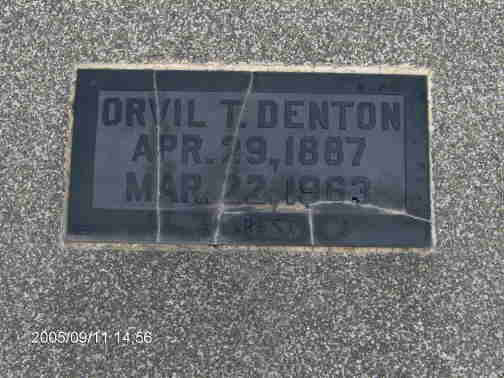 ORVIL T. DENTON
APR. 29, 1887
MAR. 22, 1963
2005/09/11 14:56